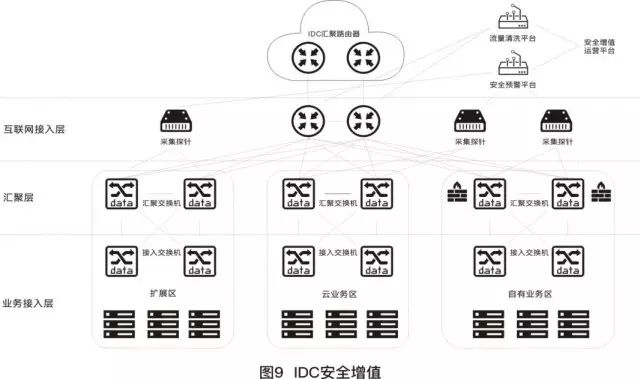 IDC汇聚路由器
流量清洗平台
安全增值
运营平台
安全预警平台
互联网接入层
采集探针
采集探针
采集探针
汇聚层
汇聚交换机
汇聚交换机
汇聚交换机
data
data
data
data
data
data
接入交换机
接入交换机
接入交换机
data
data
data
data
data
data
业务接入层
扩展区
云业务区
自有业务区
图9 IDC安全增值